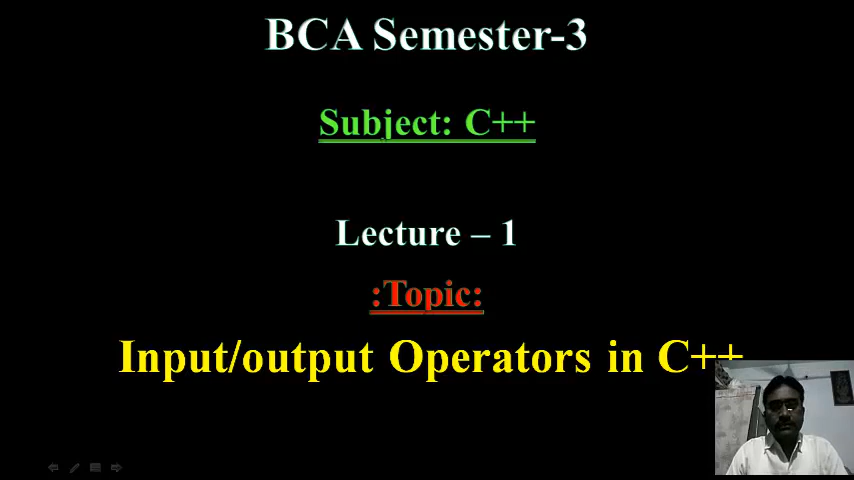 BCA Semester-3
Subject: C++
Lecture – 1
:Topic:
Input/output Operators in C++